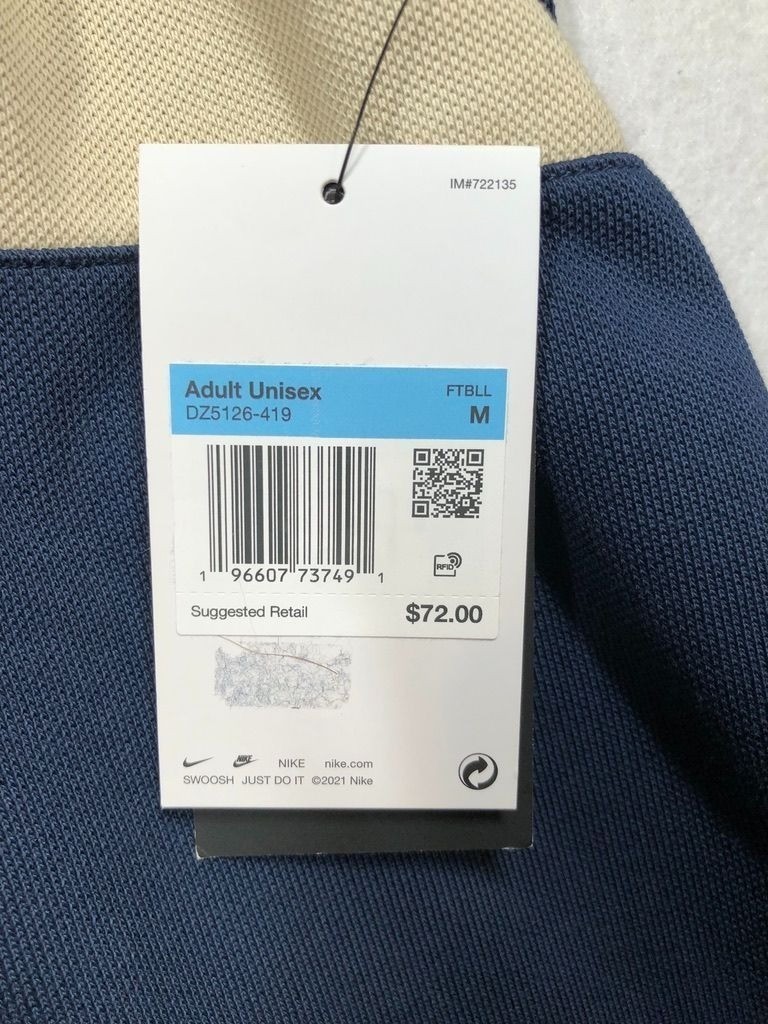 IM#722135
Adult Unisex FTBLL
DZ5126-419 M
RFID
1 96607 73749 1
Suggested Retail $72.00
NIKE NIKE nike.com
SWOOSH JUST DO IT ©2021 Nike